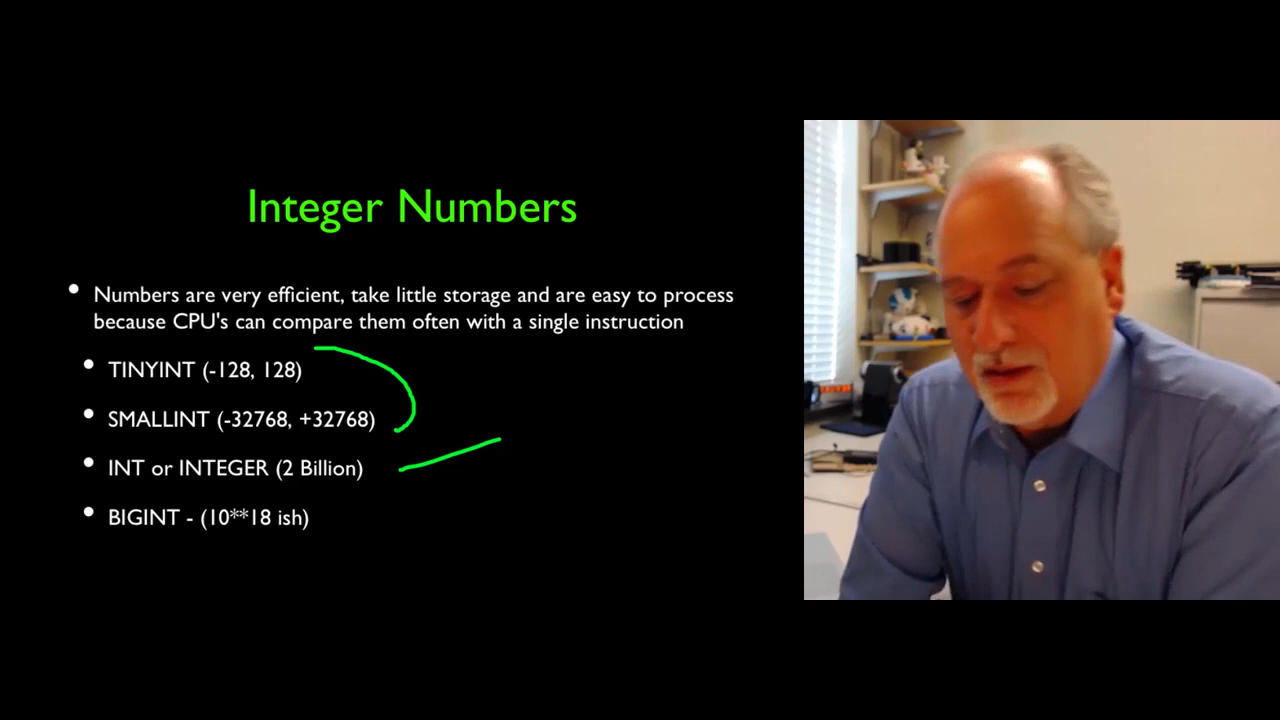 Integer Numbers
• Numbers are very efficient, take little storage and are easy to process
because CPU's can compare them often with a single instruction
• TINYINT (-128, 128)
• SMALLINT (-32768, +32768)
• INT or INTEGER (2 Billion)
• BIGINT - (10**18 ish)